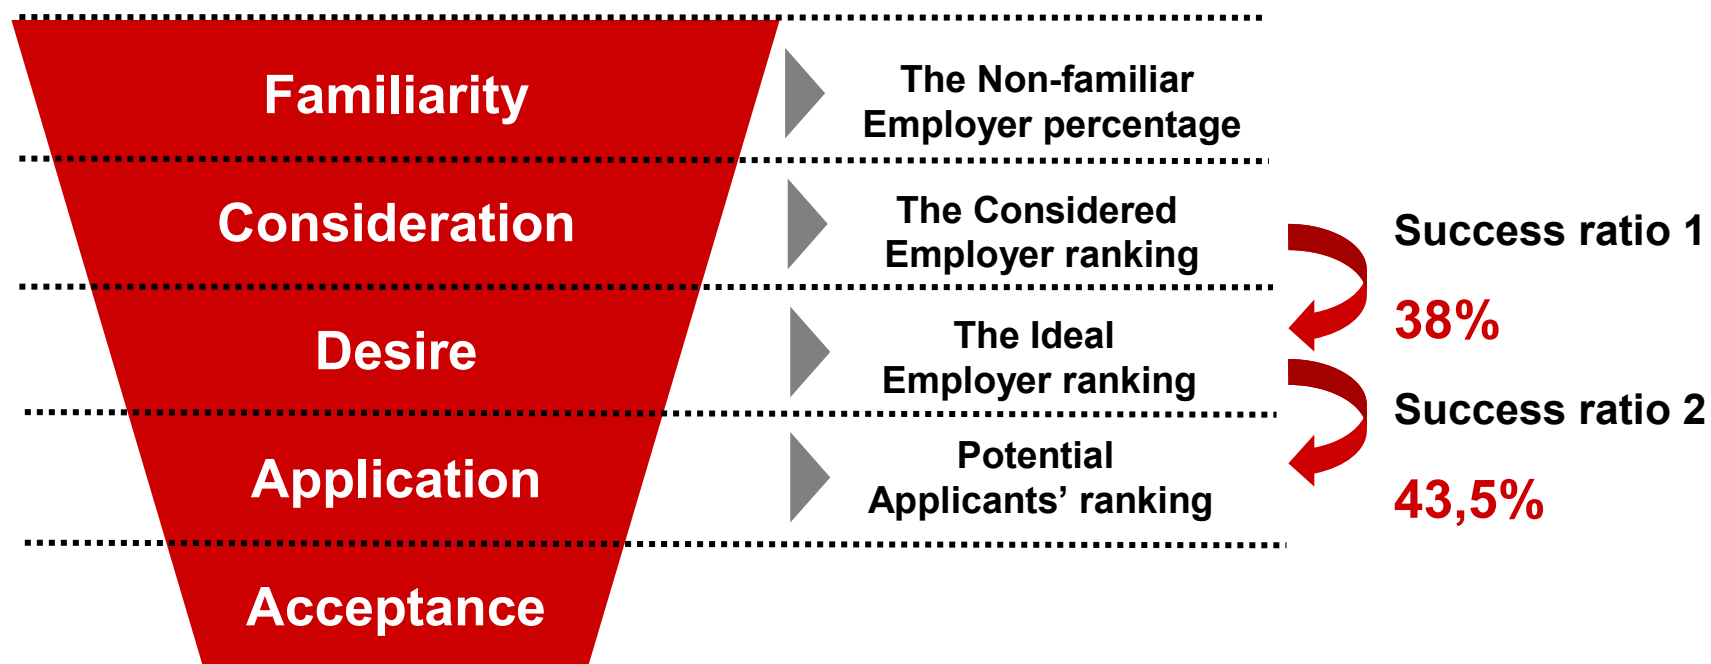 Familiarity
The Non-familiar
Employer percentage
Consideration
The Considered
Employer ranking
Success ratio 1
38%
Desire
The Ideal
Employer ranking
Success ratio 2
43,5%
Application
Potential
Applicants’ ranking
Acceptance